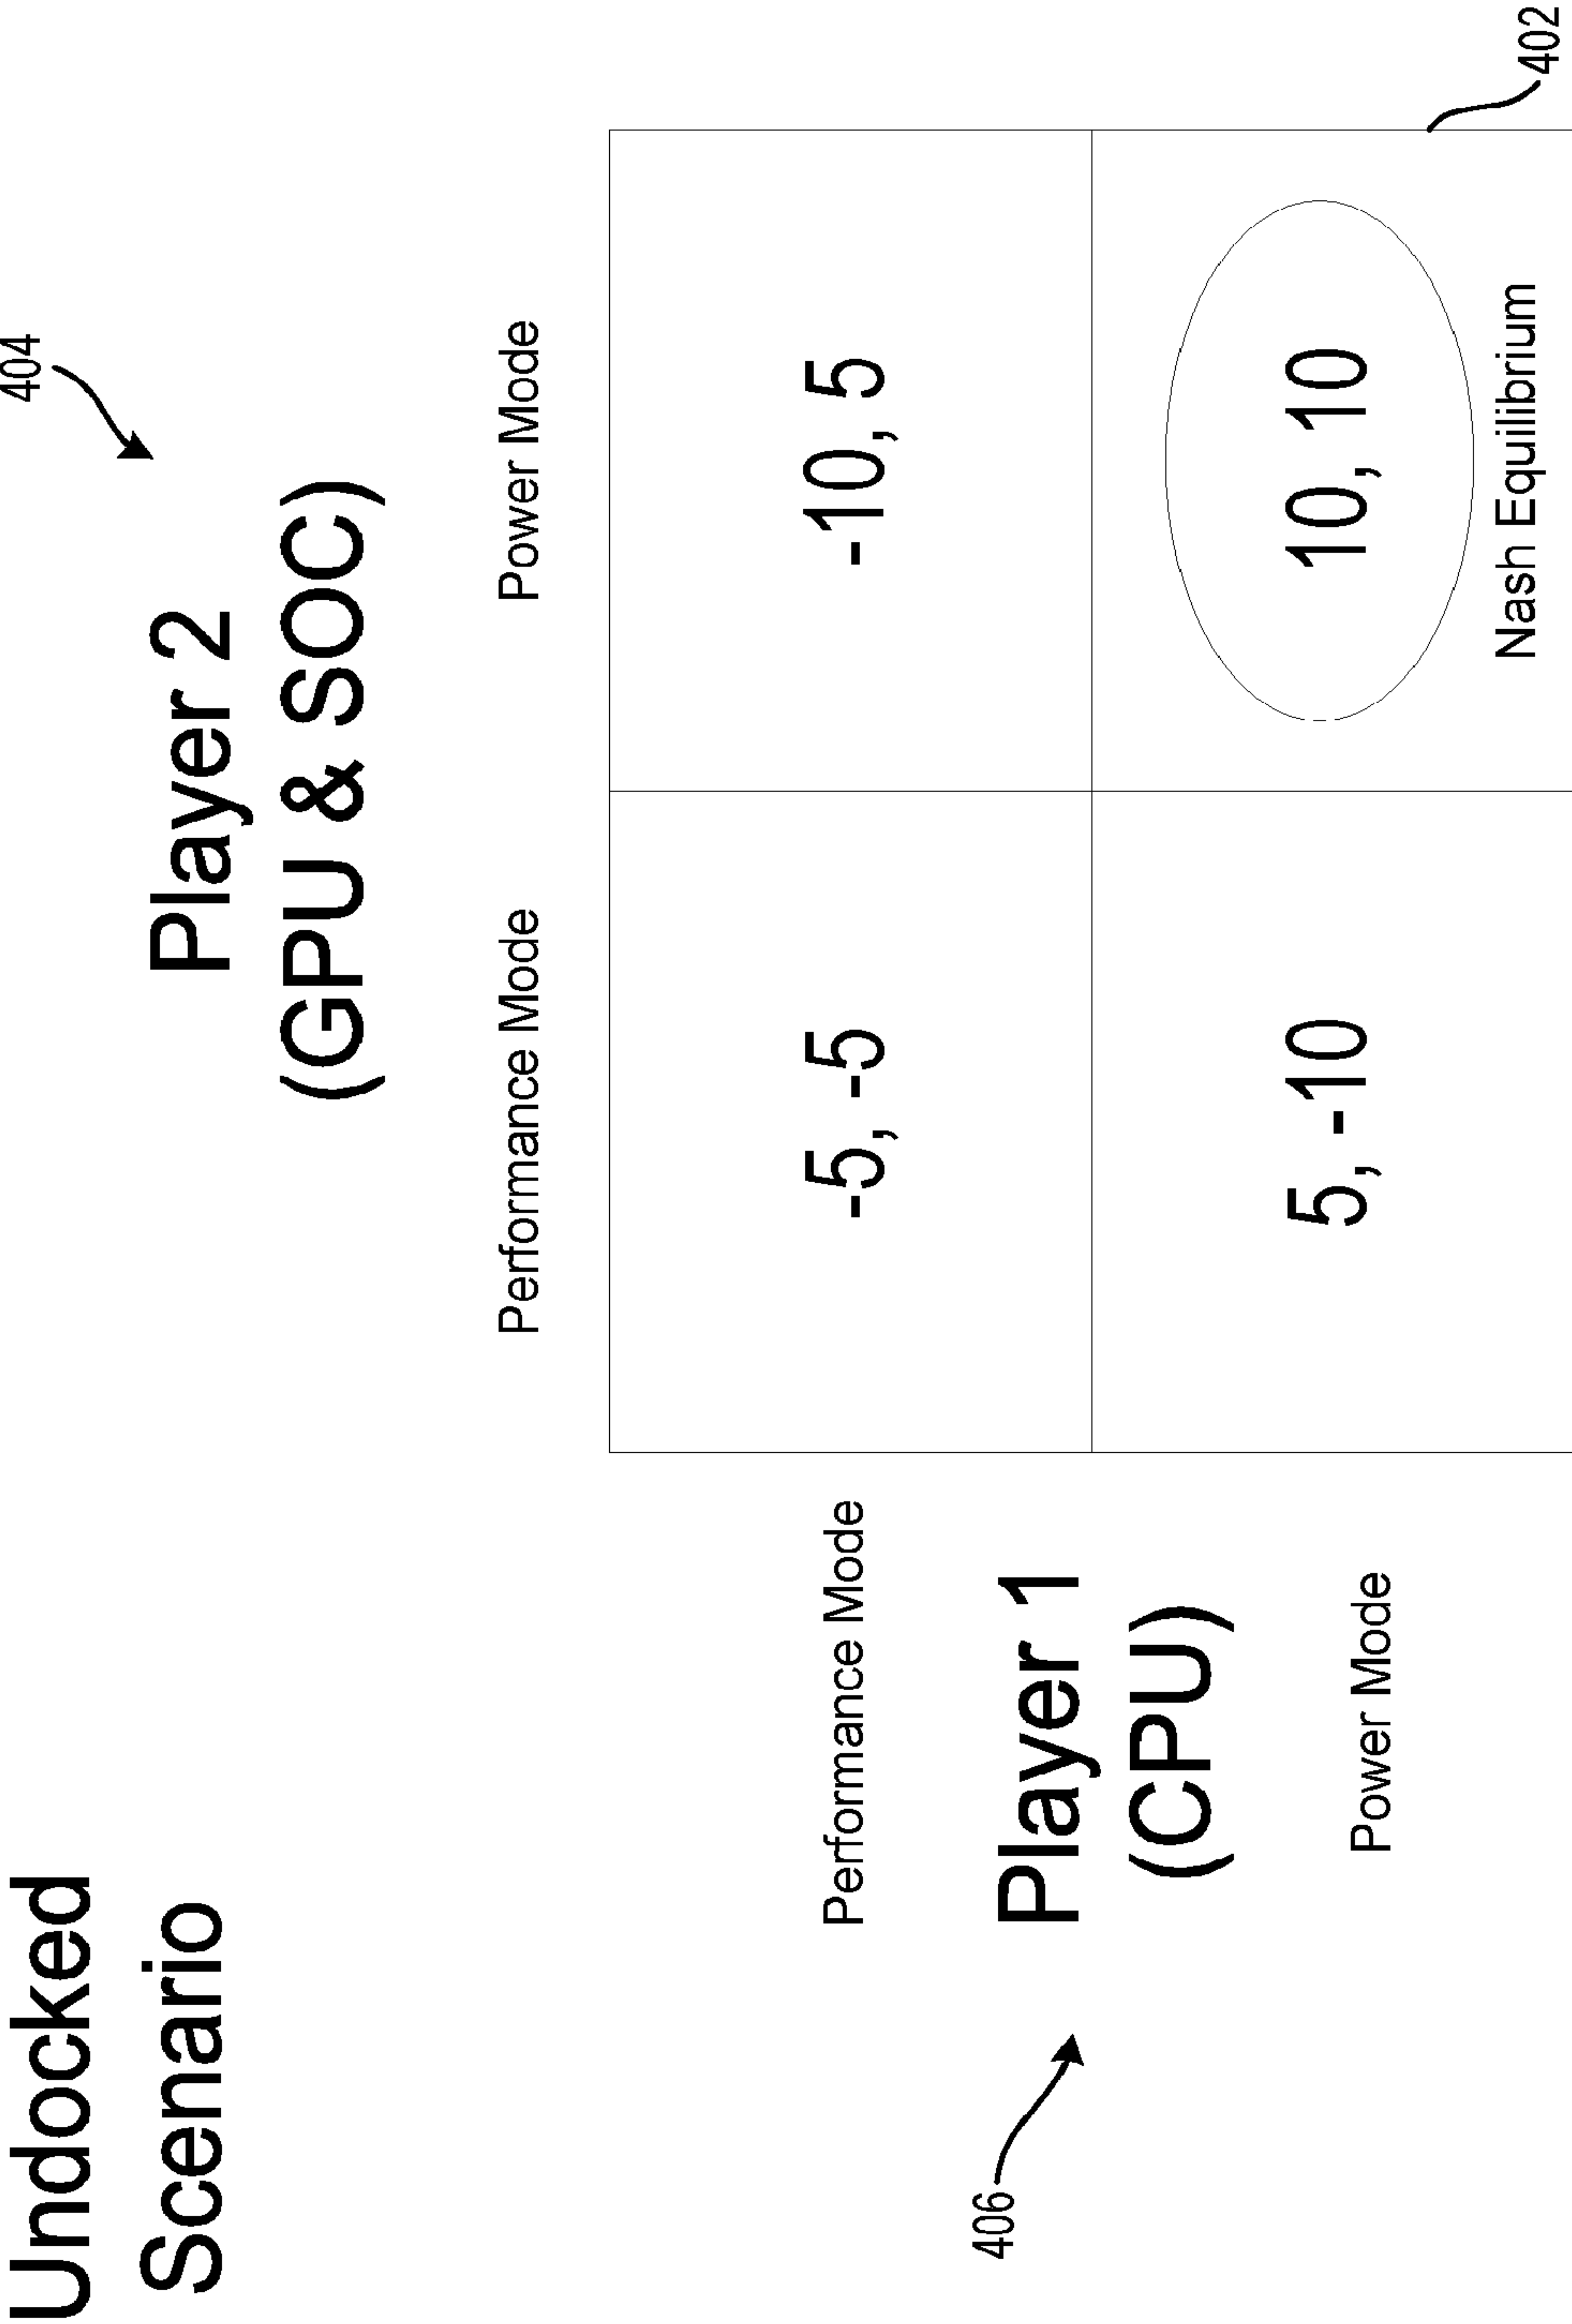 Undocked
Scenario
404
Player 2
(GPU & SOC)
Performance Mode
Power Mode
Performance Mode
-5, -5
-10, 5
406
Player 1
(CPU)
Power Mode
5, -10
10, 10
Nash Equilibrium
402